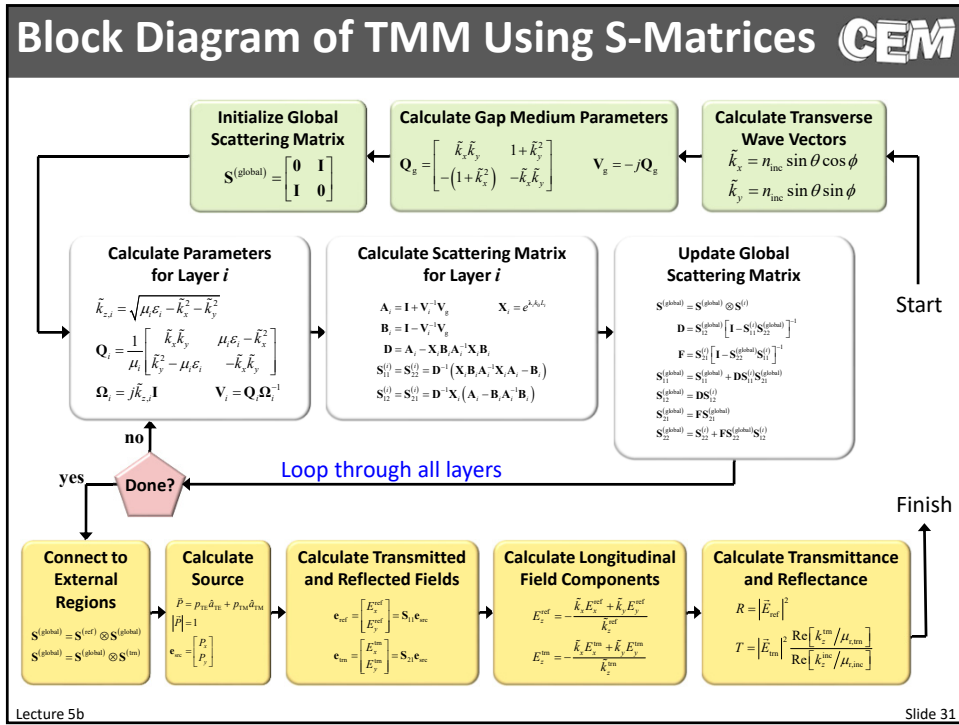 Block Diagram of TMM Using S-Matrices CEM
Start
Calculate Transverse
Wave Vectors
k̃_x = n_inc sin θ cos ϕ
k̃_y = n_inc sin θ sin ϕ
Calculate Gap Medium Parameters
Q_g = [ k̃_x k̃_y   1 + k̃_y^2 ; −(1 + k̃_x^2)   −k̃_x k̃_y ]   V_g = −jQ_g
Initialize Global
Scattering Matrix
S^(global) = [ 0 I ; I 0 ]
Calculate Parameters
for Layer i
k̃_z,i = √(μ_i ε_i − k̃_x^2 − k̃_y^2)
Q_i = 1/μ_i [ k̃_x k̃_y   μ_i ε_i − k̃_x^2 ; k̃_y^2 − μ_i ε_i   −k̃_x k̃_y ]
Ω_i = j k̃_z,i I   V_i = Q_i Ω_i^−1
Calculate Scattering Matrix
for Layer i
A_i = I + V_i^−1 V_g   X_i = e^(λ_i k_0 L_i)
B_i = I − V_i^−1 V_g
D = A_i − X_i B_i A_i^−1 X_i B_i
S_11^(i) = S_22^(i) = D^−1 (X_i B_i A_i^−1 X_i A_i − B_i)
S_12^(i) = S_21^(i) = D^−1 X_i (A_i − B_i A_i^−1 B_i)
Update Global
Scattering Matrix
S^(global) = S^(global) ⊗ S^(i)
D = S_12^(global) [ I − S_11^(i) S_22^(global) ]^−1
F = S_21^(i) [ I − S_22^(global) S_11^(i) ]^−1
S_11^(global) = S_11^(global) + D S_11^(i) S_21^(global)
S_12^(global) = D S_12^(i)
S_21^(global) = F S_21^(global)
S_22^(global) = S_22^(i) + F S_22^(global) S_12^(i)
no
yes
Done?
Loop through all layers
Connect to
External
Regions
S^(global) = S^(ref) ⊗ S^(global)
S^(global) = S^(global) ⊗ S^(trn)
Calculate
Source
P⃗ = p_TE â_TE + p_TM â_TM
|P⃗| = 1
e_src = [ P_x ; P_y ]
Calculate Transmitted
and Reflected Fields
e_ref = [ E_x^ref ; E_y^ref ] = S_11 e_src
e_trn = [ E_x^trn ; E_y^trn ] = S_21 e_src
Calculate Longitudinal
Field Components
E_z^ref = − (k̃_x E_x^ref + k̃_y E_y^ref) / k̃_z^ref
E_z^trn = − (k̃_x E_x^trn + k̃_y E_y^trn) / k̃_z^trn
Calculate Transmittance
and Reflectance
R = |E⃗_ref|^2
T = |E⃗_trn|^2 Re[k_z^trn / μ_r,trn] / Re[k_z^inc / μ_r,inc]
Finish
Lecture 5b
Slide 31